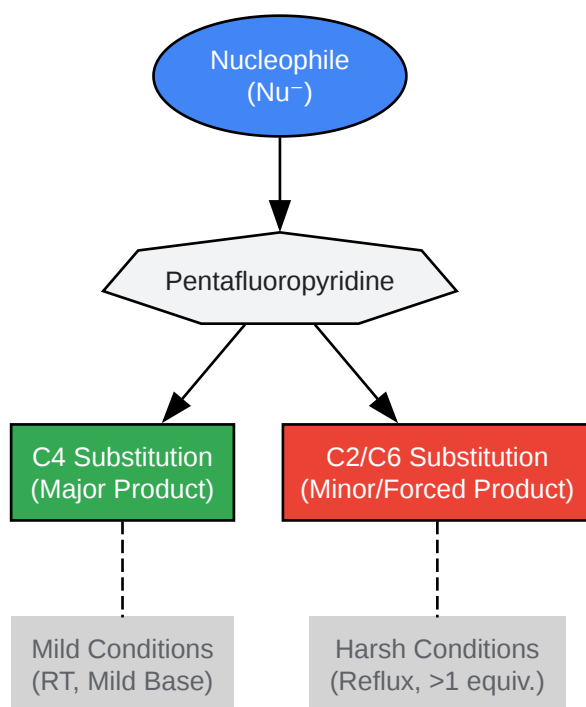 Nucleophile
(Nu⁻)
Pentafluoropyridine
C4 Substitution
(Major Product)
C2/C6 Substitution
(Minor/Forced Product)
Mild Conditions
(RT, Mild Base)
Harsh Conditions
(Reflux, >1 equiv.)